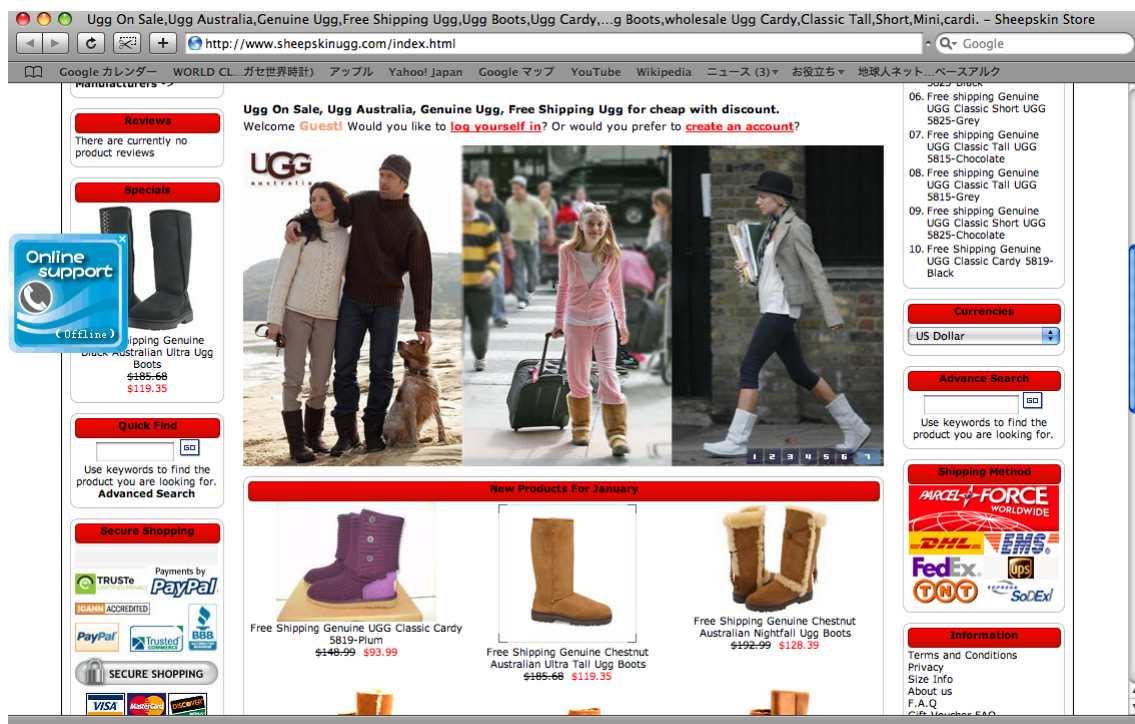 Ugg On Sale,Ugg Australia,Genuine Ugg,Free Shipping Ugg,Ugg Boots,Ugg Cardy,...g Boots,wholesale Ugg Cardy,Classic Tall,Short,Mini,cardi. – Sheepskin Store
http://www.sheepskinugg.com/index.html
Google
Google カレンダー WORLD CL...ガセ世界時計) アップル Yahoo! Japan Google マップ YouTube Wikipedia ニュース (3)▾ お役立ち▾ 地球人ネット...ペースアルク
Manufacturers ->
Reviews
There are currently no
product reviews
Specials
Online
support
(Offline)
Shipping Genuine
Black Australian Ultra Ugg
Boots
$185.68
$119.35
Quick Find
GO
Use keywords to find the
product you are looking for.
Advanced Search
Secure Shopping
TRUSTe
CERTIFIED PRIVACY
Payments by
PayPal
ICANN ACCREDITED
PayPal
Trusted
COMMERCE
BBB
SECURE SHOPPING
VISA
MasterCard
DISCOVER
Ugg On Sale, Ugg Australia, Genuine Ugg, Free Shipping Ugg for cheap with discount.
Welcome Guest! Would you like to log yourself in? Or would you prefer to create an account?
UGG
australia
1 2 3 4 5 6 7
New Products For January
Free Shipping Genuine UGG Classic Cardy
5819-Plum
$148.99 $93.99
Free Shipping Genuine Chestnut
Australian Ultra Tall Ugg Boots
$185.68 $119.35
Free Shipping Genuine Chestnut
Australian Nightfall Ugg Boots
$192.99 $128.39
5825-Black
06. Free shipping Genuine
UGG Classic Short UGG
5825-Grey
07. Free shipping Genuine
UGG Classic Tall UGG
5815-Chocolate
08. Free shipping Genuine
UGG Classic Tall UGG
5815-Grey
09. Free shipping Genuine
UGG Classic Short UGG
5825-Chocolate
10. Free Shipping Genuine
UGG Classic Cardy 5819-
Black
Currencies
US Dollar
Advance Search
GO
Use keywords to find the
product you are looking for.
Shipping Method
PARCEL FORCE
WORLDWIDE
DHL
EMS
FedEx
ups
TNT
EXPRESS
SoDEXI
Information
Terms and Conditions
Privacy
Size Info
About us
F.A.Q
Gift Voucher FAQ